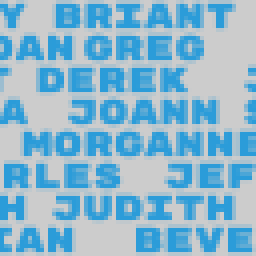 Y BRIANT
DAN GREG
DEREK
A JOANN S
MORGANNE
RLES JEF
H JUDITH
IAN BEVE